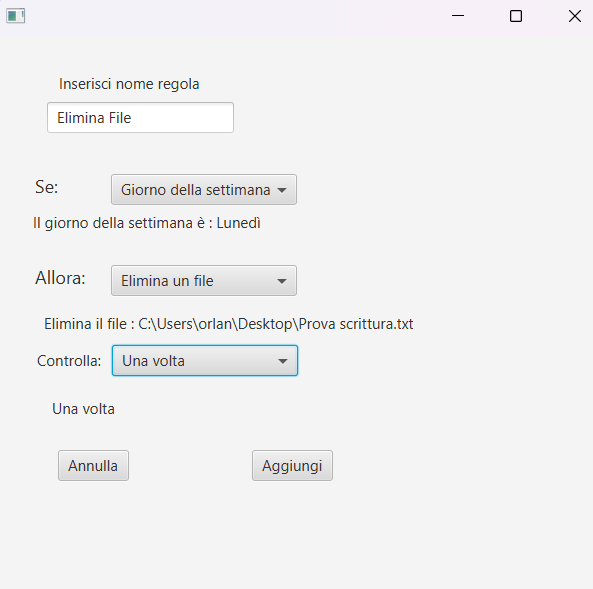 Inserisci nome regola
Elimina File
Se:
Giorno della settimana
Il giorno della settimana è : Lunedì
Allora:
Elimina un file
Elimina il file : C:\Users\orlan\Desktop\Prova scrittura.txt
Controlla:
Una volta
Una volta
Annulla
Aggiungi